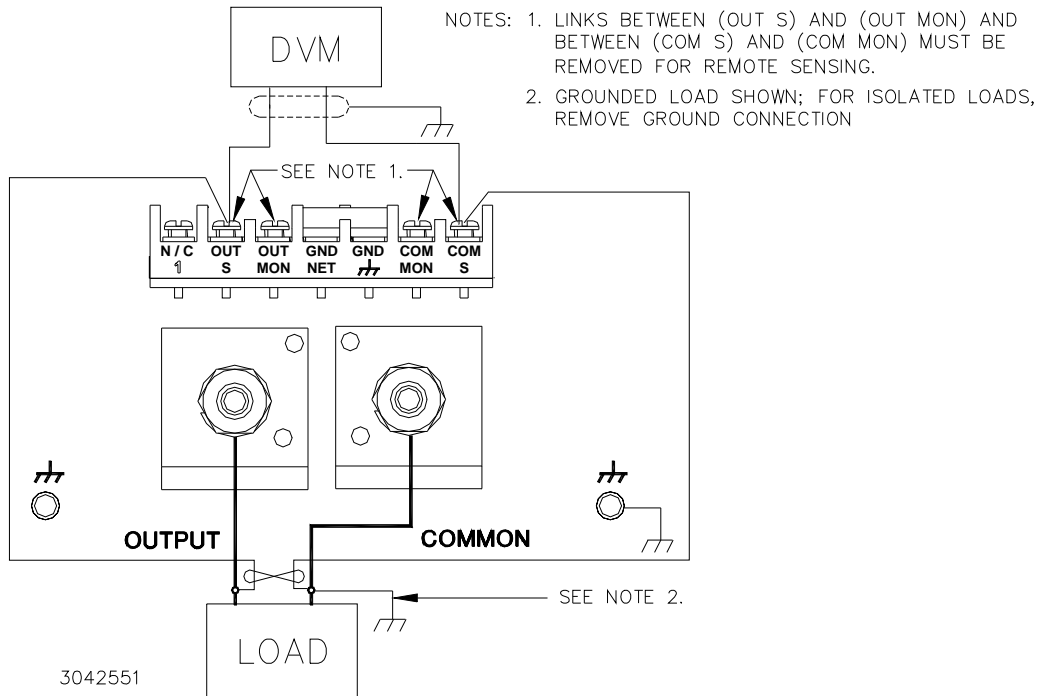 NOTES: 1. LINKS BETWEEN (OUT S) AND (OUT MON) AND
BETWEEN (COM S) AND (COM MON) MUST BE
REMOVED FOR REMOTE SENSING.
2. GROUNDED LOAD SHOWN; FOR ISOLATED LOADS,
REMOVE GROUND CONNECTION
DVM
SEE NOTE 1.
N / C OUT OUT GND GND COM COM
1 S MON NET MON S
OUTPUT COMMON
SEE NOTE 2.
LOAD
3042551